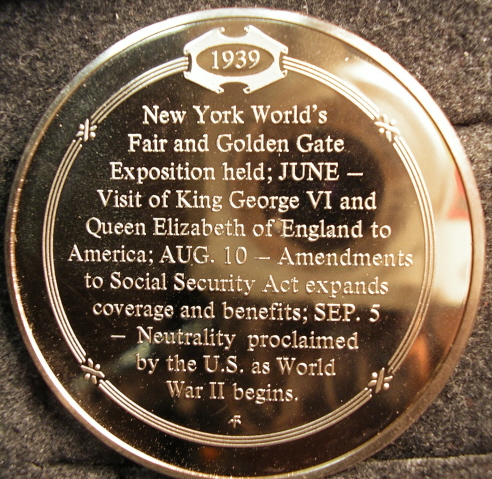 1939
New York World's
Fair and Golden Gate
Exposition held; JUNE –
Visit of King George VI and
Queen Elizabeth of England to
America; AUG. 10 – Amendments
to Social Security Act expands
coverage and benefits; SEP. 5
– Neutrality proclaimed
by the U.S. as World
War II begins.